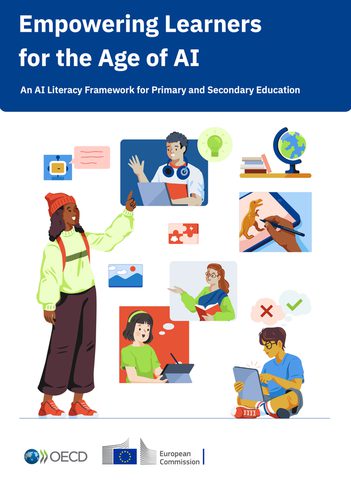 Empowering Learners
for the Age of AI
An AI Literacy Framework for Primary and Secondary Education
OECD
European
Commission